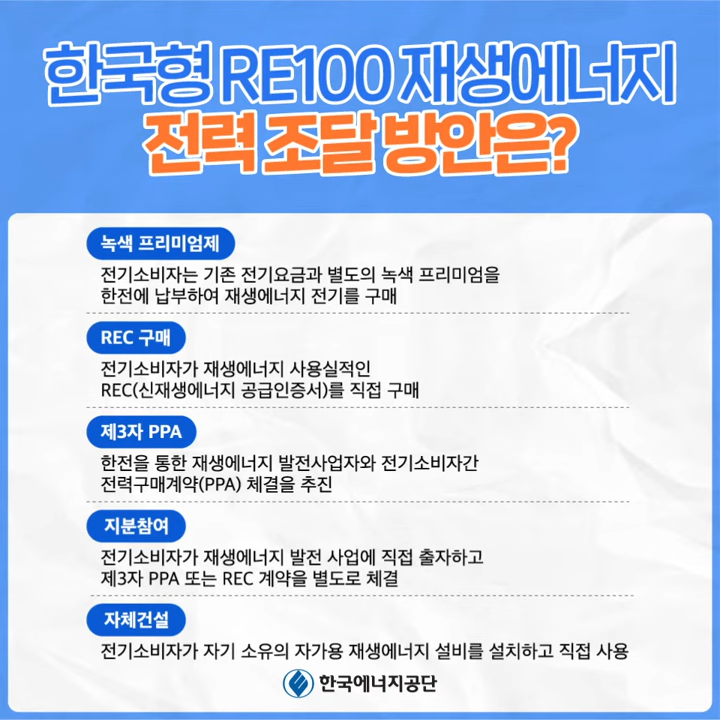 한국형 RE100 재생에너지
전력 조달 방안은?
녹색 프리미엄제
전기소비자는 기존 전기요금과 별도의 녹색 프리미엄을
한전에 납부하여 재생에너지 전기를 구매
REC 구매
전기소비자가 재생에너지 사용실적인
REC(신재생에너지 공급인증서)를 직접 구매
제3자 PPA
한전을 통한 재생에너지 발전사업자와 전기소비자간
전력구매계약(PPA) 체결을 추진
지분참여
전기소비자가 재생에너지 발전 사업에 직접 출자하고
제3자 PPA 또는 REC 계약을 별도로 체결
자체건설
전기소비자가 자기 소유의 자가용 재생에너지 설비를 설치하고 직접 사용
한국에너지공단